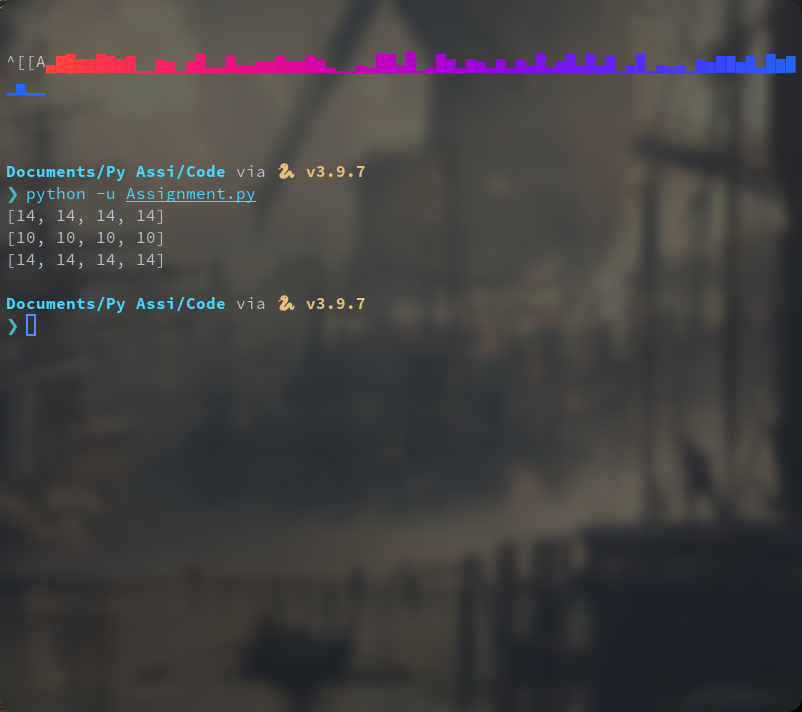 ^[[A
Documents/Py Assi/Code via 🐍 v3.9.7
❯ python -u Assignment.py
[14, 14, 14, 14]
[10, 10, 10, 10]
[14, 14, 14, 14]
Documents/Py Assi/Code via 🐍 v3.9.7
❯